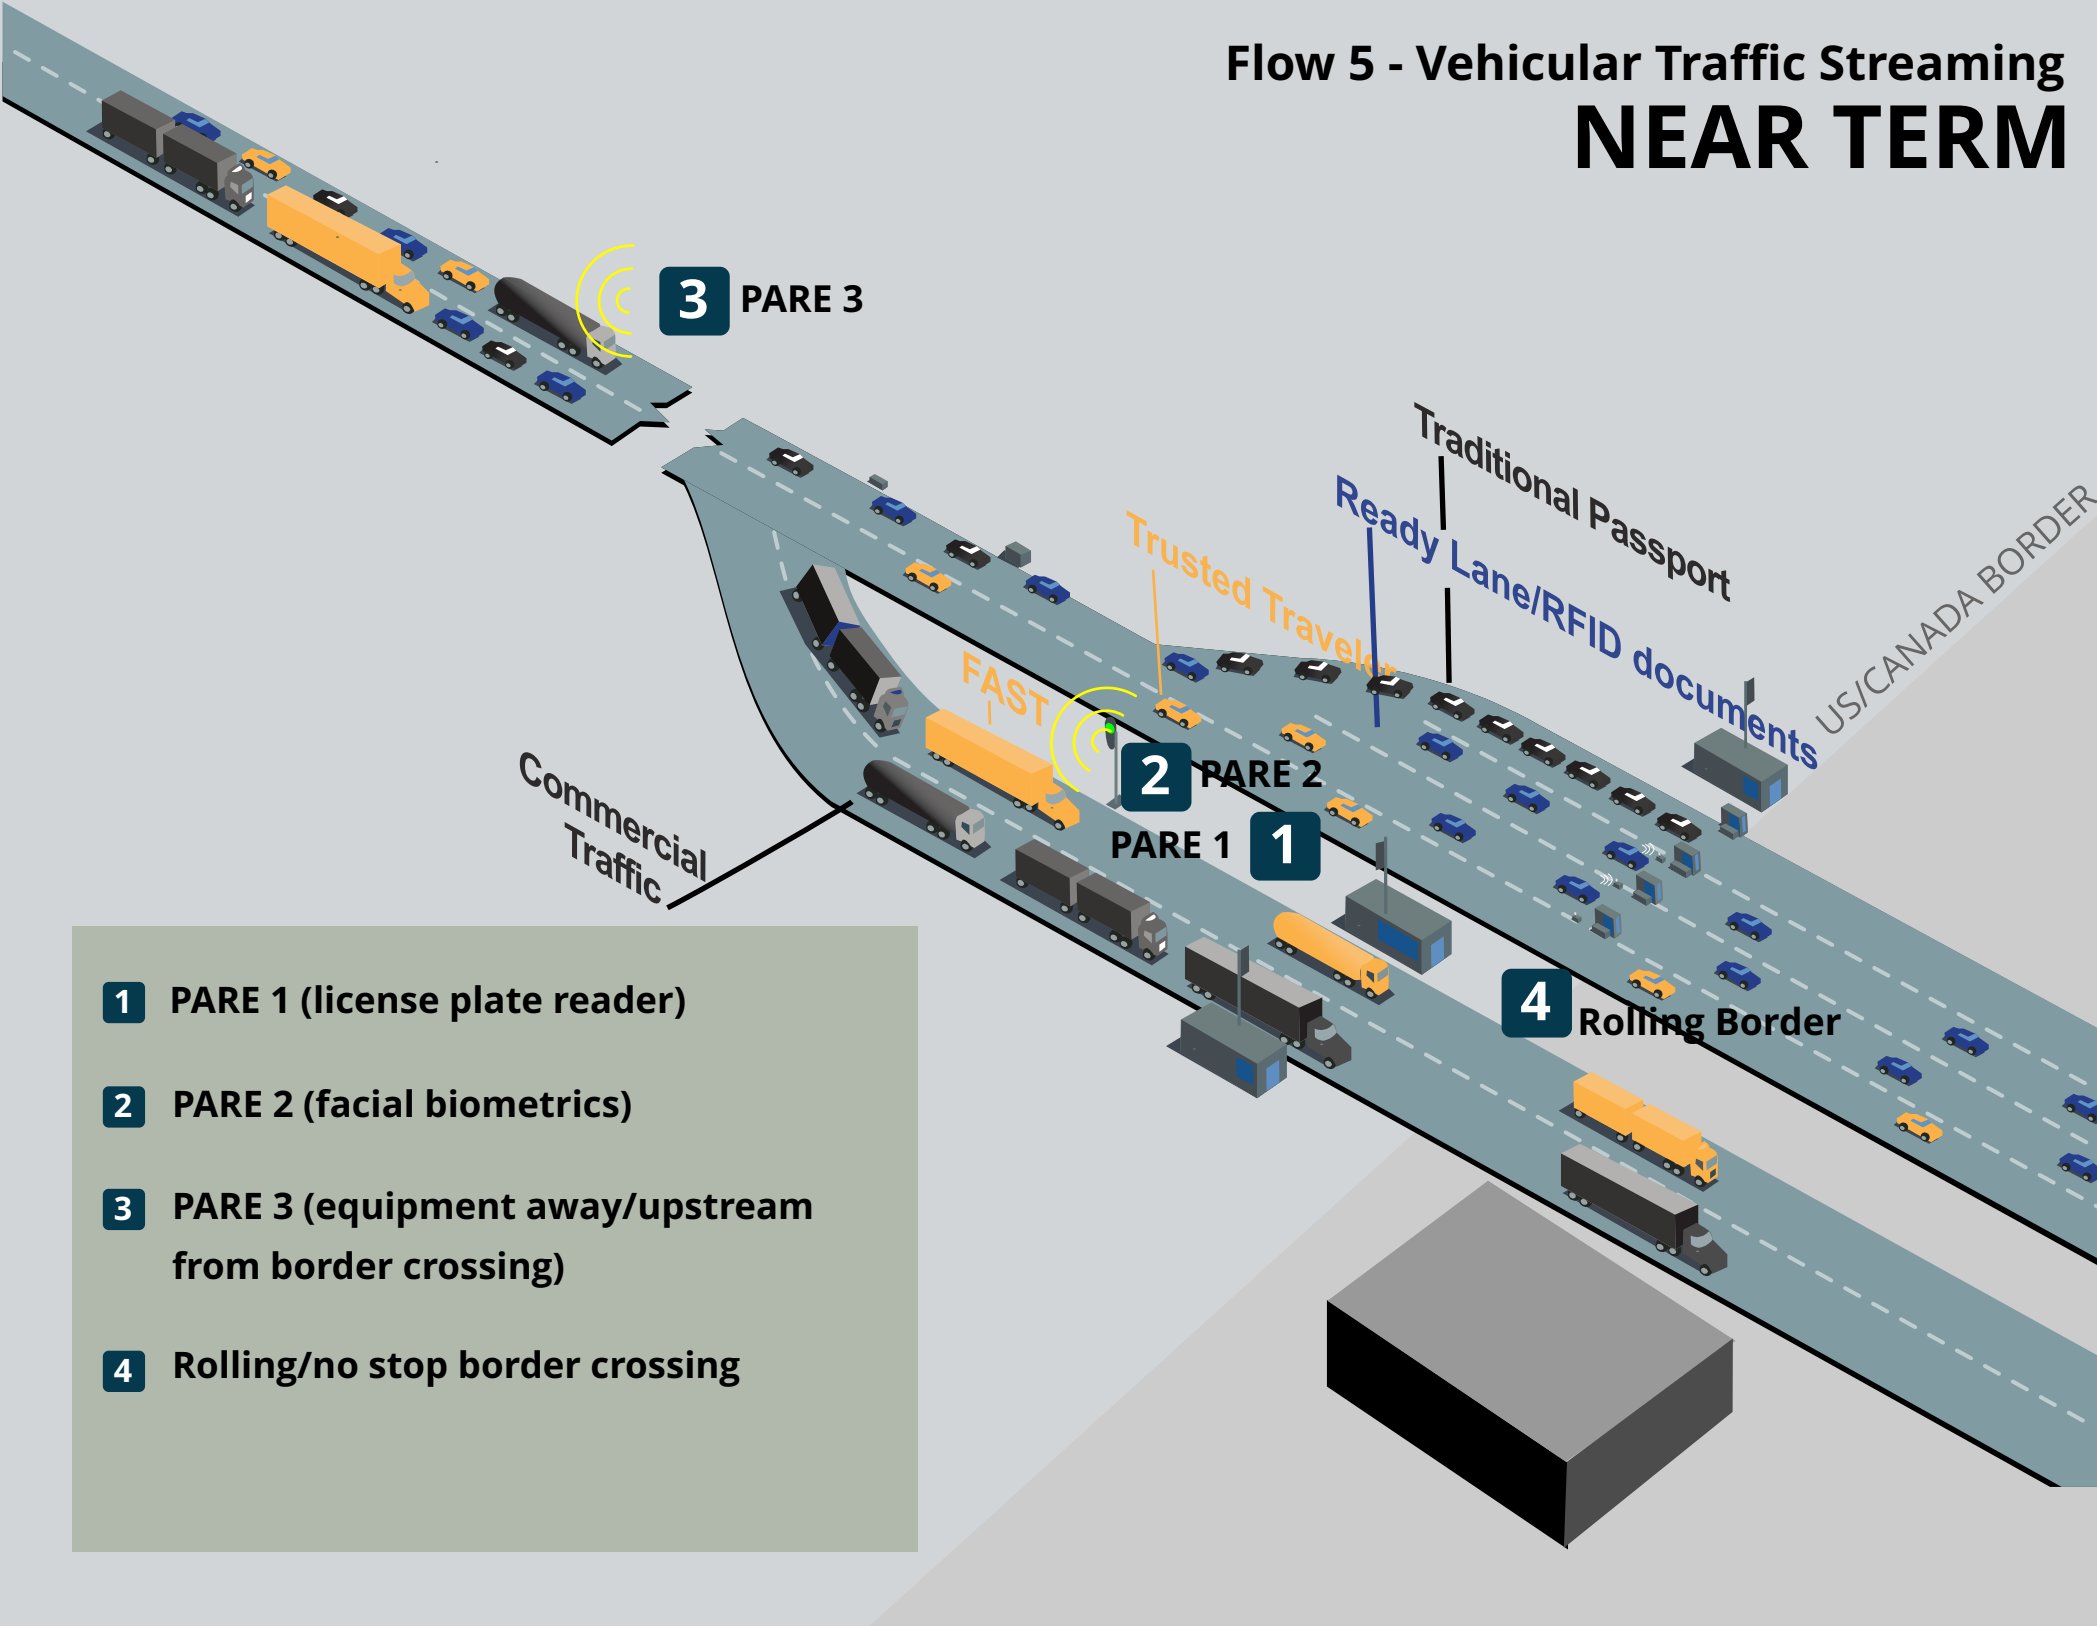 Flow 5 - Vehicular Traffic Streaming
NEAR TERM
3 PARE 3
Traditional Passport
Ready Lane/RFID documents
Trusted Traveler
US/CANADA BORDER
FAST
2 PARE 2
PARE 1 1
Commercial
Traffic
4 Rolling Border
1 PARE 1 (license plate reader)
2 PARE 2 (facial biometrics)
3 PARE 3 (equipment away/upstream
from border crossing)
4 Rolling/no stop border crossing